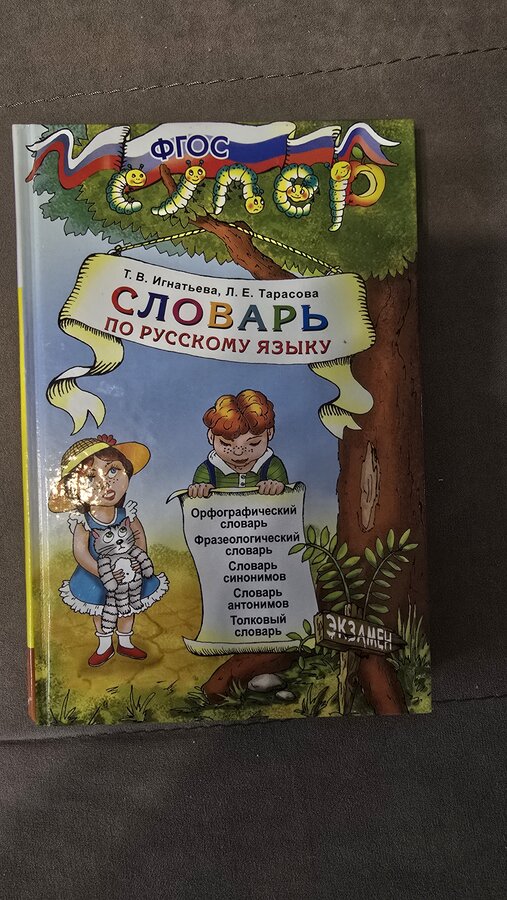 ФГОС
супер
Т. В. Игнатьева, Л. Е. Тарасова
СЛОВАРЬ
ПО РУССКОМУ ЯЗЫКУ
Орфографический
словарь
Фразеологический
словарь
Словарь
синонимов
Словарь
антонимов
Толковый
словарь
ЭКЗАМЕН